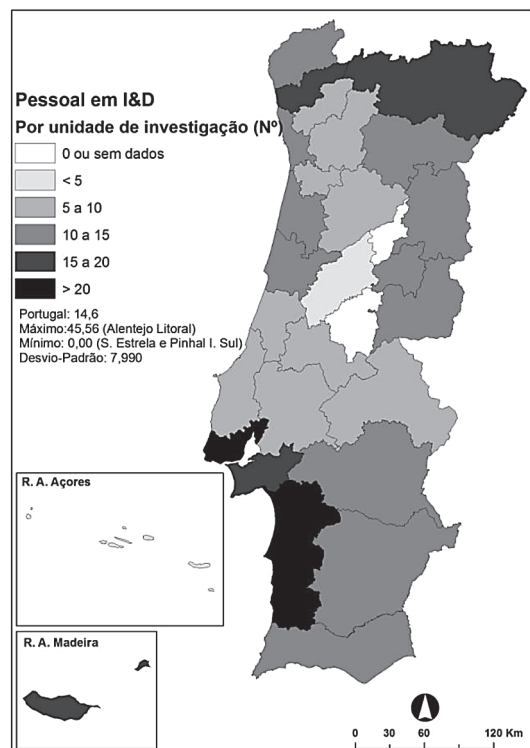 Pessoal em I&D
Por unidade de investigação (Nº)
0 ou sem dados
< 5
5 a 10
10 a 15
15 a 20
> 20
Portugal: 14,6
Máximo:45,56 (Alentejo Litoral)
Mínimo: 0,00 (S. Estrela e Pinhal I. Sul)
Desvio-Padrão: 7,990
R. A. Açores
R. A. Madeira
0 30 60 120 Km